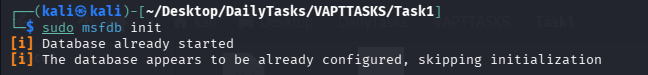 ┌──(kali㉿kali)-[~/Desktop/DailyTasks/VAPTTASKS/Task1]
└─$ sudo msfdb init
[i] Database already started
[i] The database appears to be already configured, skipping initialization